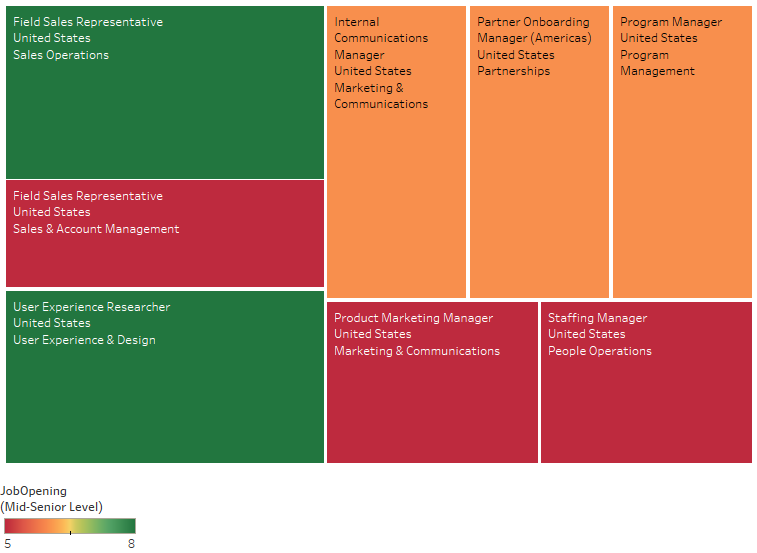 Field Sales Representative
United States
Sales Operations
Field Sales Representative
United States
Sales & Account Management
User Experience Researcher
United States
User Experience & Design
Internal
Communications
Manager
United States
Marketing &
Communications
Partner Onboarding
Manager (Americas)
United States
Partnerships
Program Manager
United States
Program
Management
Product Marketing Manager
United States
Marketing & Communications
Staffing Manager
United States
People Operations
JobOpening
(Mid-Senior Level)
5 8